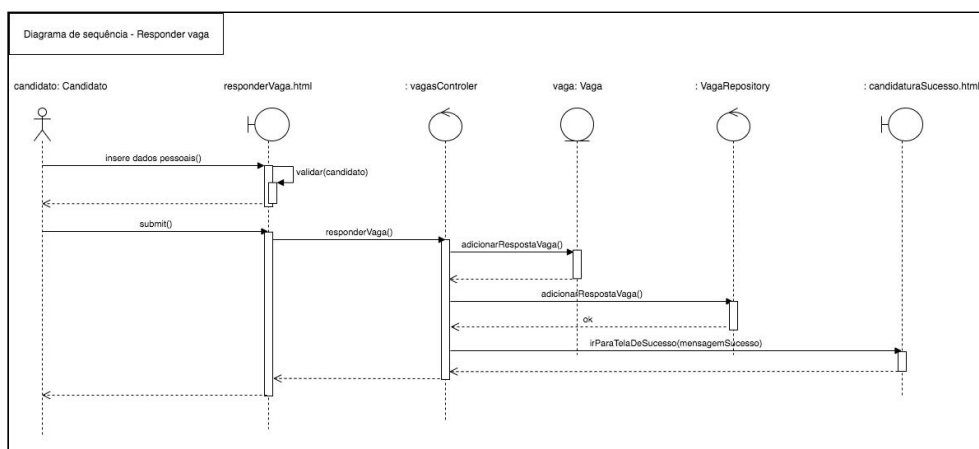 Diagrama de sequência - Responder vaga
candidato: Candidato
responderVaga.html
: vagasControler
vaga: Vaga
: VagaRepository
: candidaturaSucesso.html
insere dados pessoais()
validar(candidato)
submit()
responderVaga()
adicionarRespostaVaga()
adicionarRespostaVaga()
ok
irParaTelaDeSucesso(mensagemSucesso)